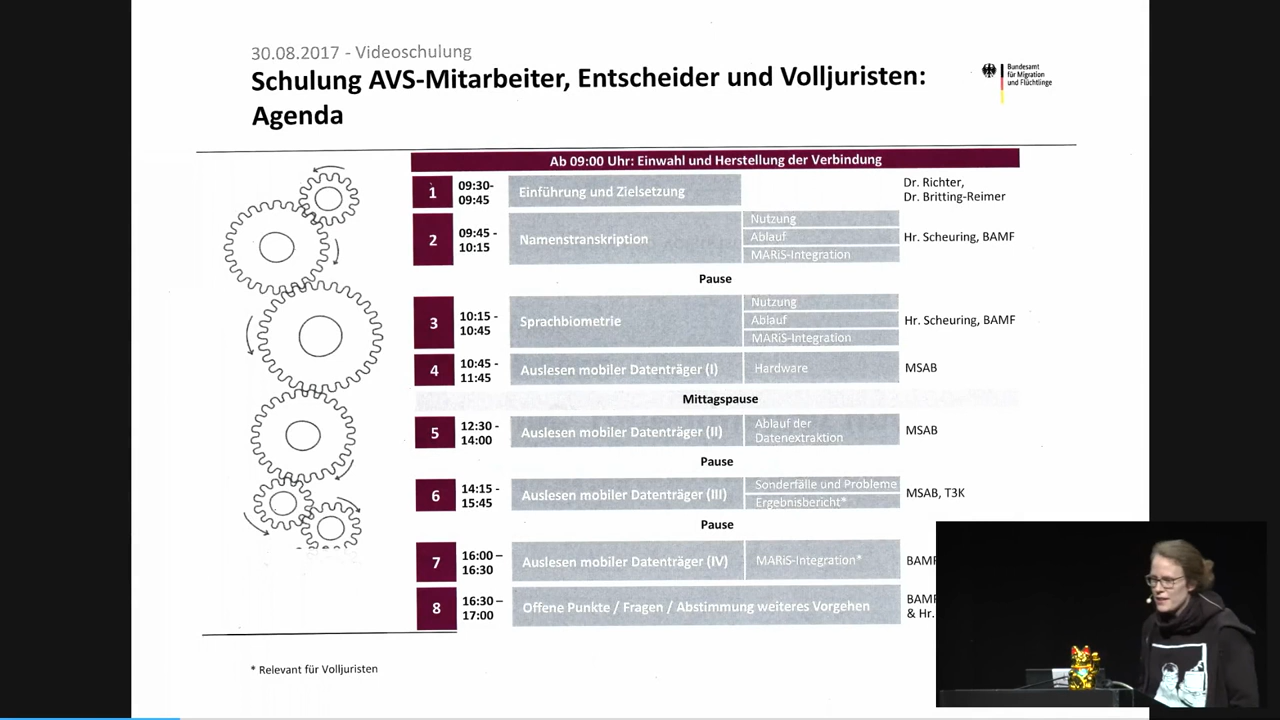 30.08.2017 - Videoschulung
Schulung AVS-Mitarbeiter, Entscheider und Volljuristen:
Agenda
Bundesamt
für Migration
und Flüchtlinge
Ab 09:00 Uhr: Einwahl und Herstellung der Verbindung
1
09:30-
09:45
Einführung und Zielsetzung
Dr. Richter,
Dr. Britting-Reimer
2
09:45 -
10:15
Namenstranskription
Nutzung
Ablauf
MARiS-Integration
Hr. Scheuring, BAMF
Pause
3
10:15 -
10:45
Sprachbiometrie
Nutzung
Ablauf
MARiS-Integration
Hr. Scheuring, BAMF
4
10:45 -
11:45
Auslesen mobiler Datenträger (I)
Hardware
MSAB
Mittagspause
5
12:30 -
14:00
Auslesen mobiler Datenträger (II)
Ablauf der
Datenextraktion
MSAB
Pause
6
14:15 -
15:45
Auslesen mobiler Datenträger (III)
Sonderfälle und Probleme
Ergebnisbericht*
MSAB, T3K
Pause
7
16:00 –
16:30
Auslesen mobiler Datenträger (IV)
MARiS-Integration*
BAMF
8
16:30 –
17:00
Offene Punkte / Fragen / Abstimmung weiteres Vorgehen
BAMF
& Hr.
* Relevant für Volljuristen